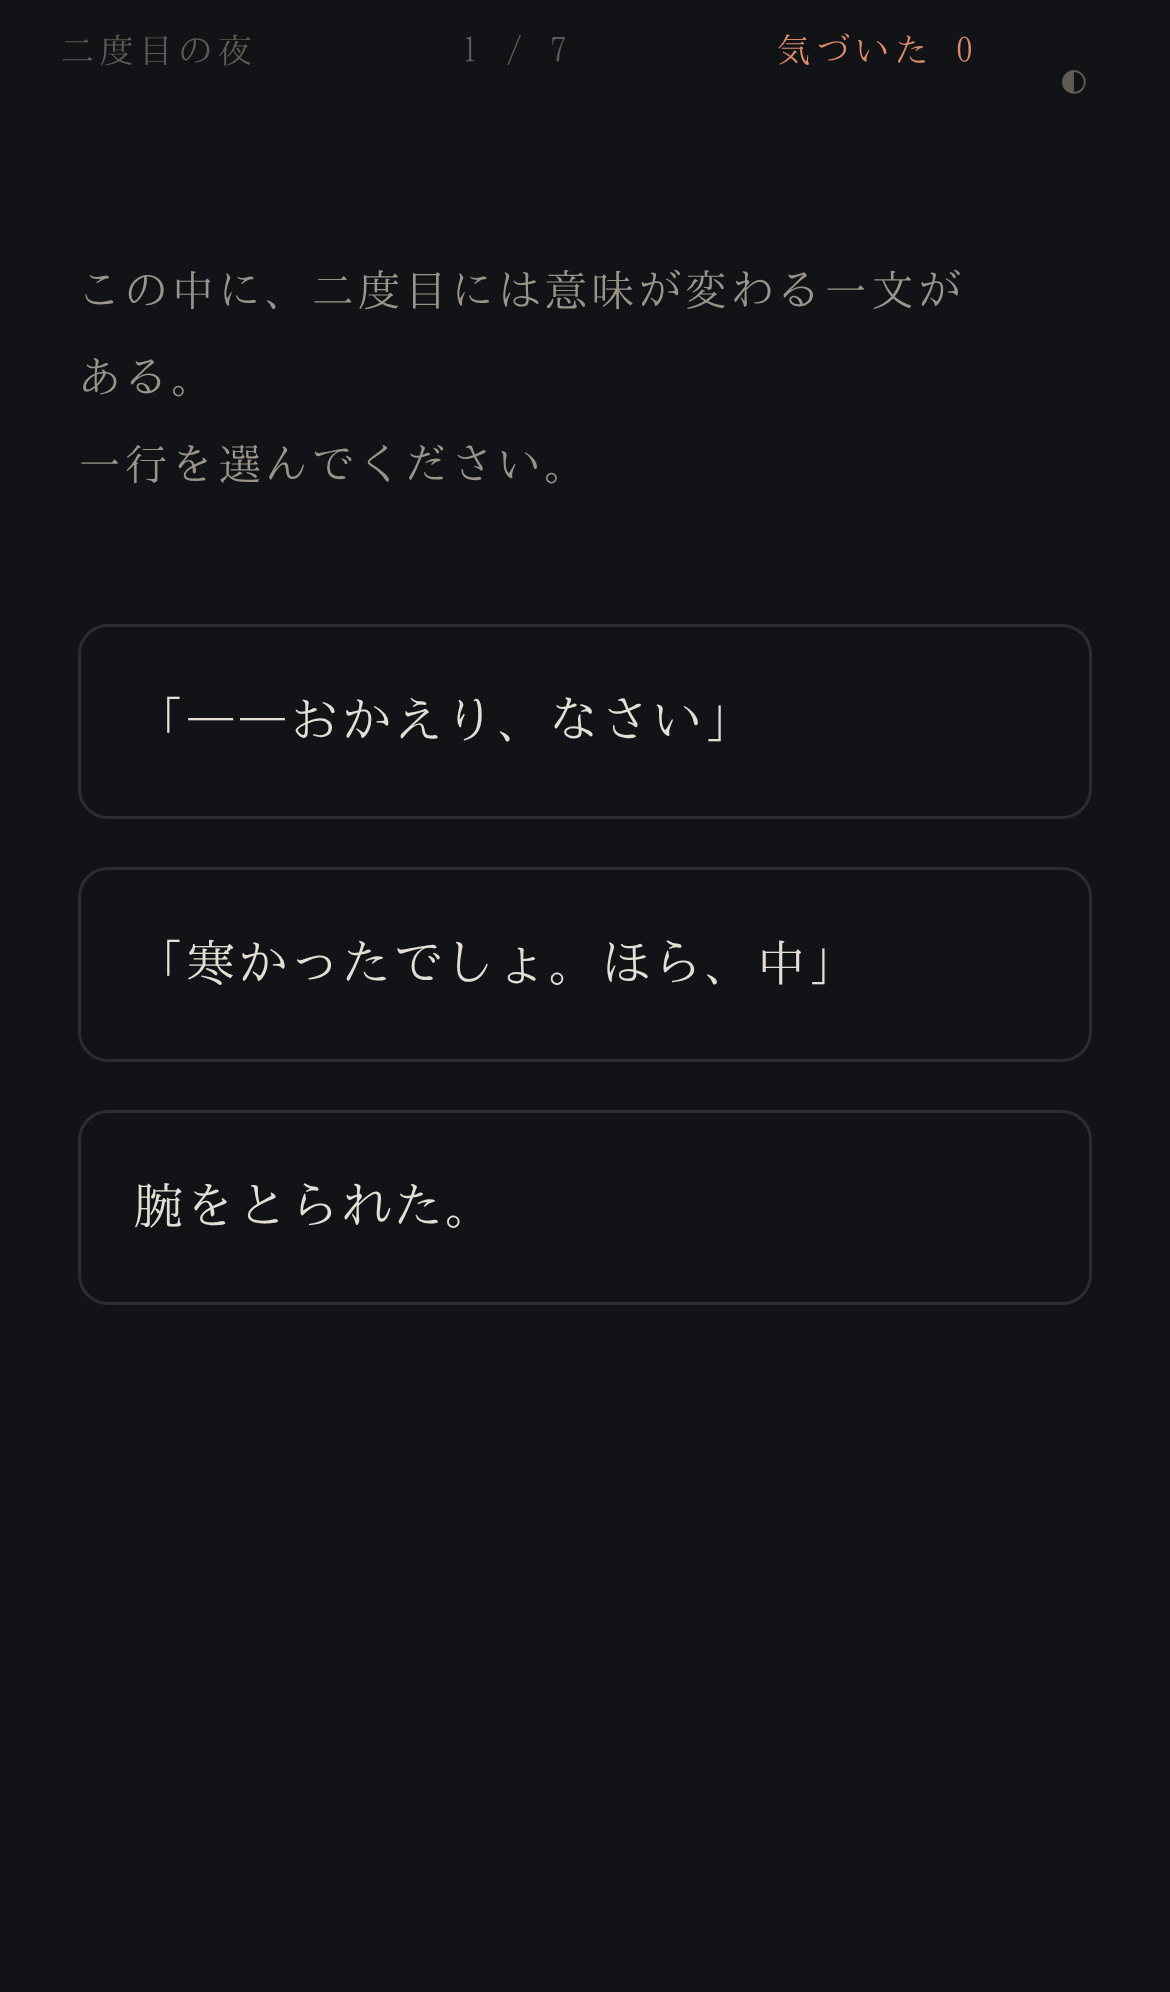 二度目の夜
1 / 7
気づいた 0
この中に、二度目には意味が変わる一文が
ある。
一行を選んでください。
「——おかえり、なさい」
「寒かったでしょ。ほら、中」
腕をとられた。